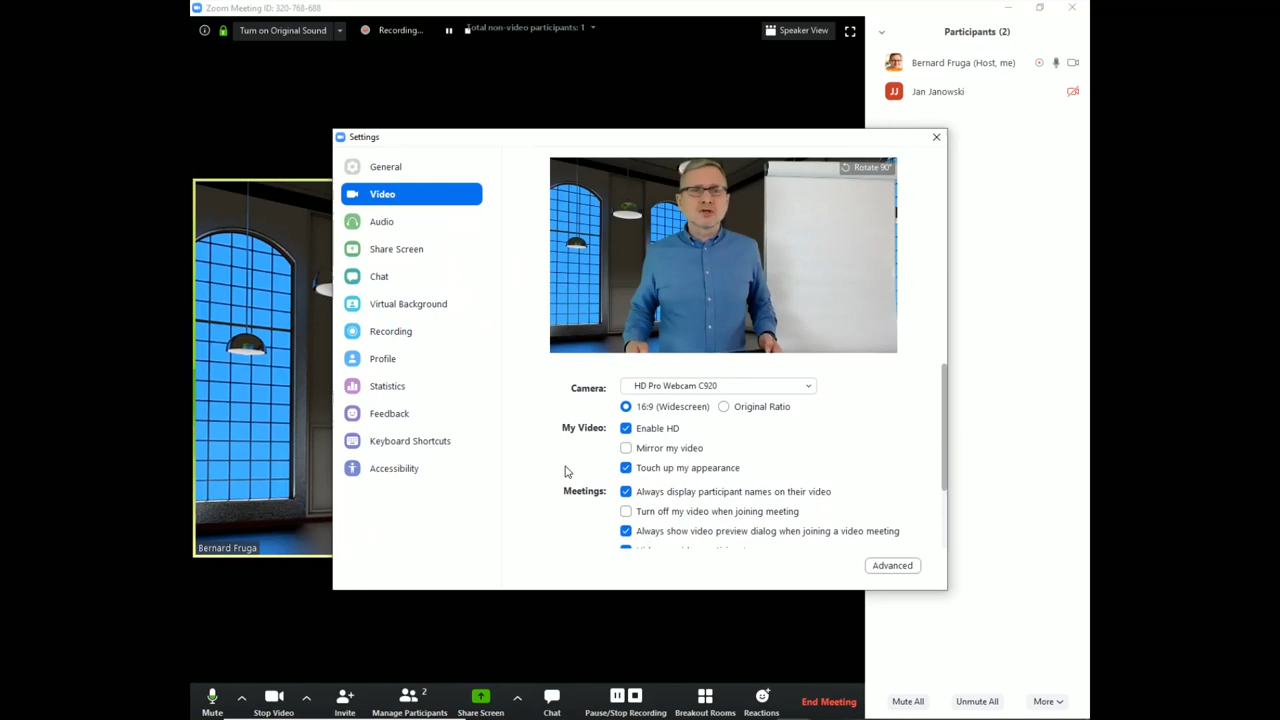 Zoom Meeting ID: 320-768-688
Turn on Original Sound
Recording...
Total non-video participants: 1
Speaker View
Participants (2)
Bernard Fruga (Host, me)
JJ
Jan Janowski
Settings
General
Video
Audio
Share Screen
Chat
Virtual Background
Recording
Profile
Statistics
Feedback
Keyboard Shortcuts
Accessibility
Rotate 90°
Camera:
HD Pro Webcam C920
16:9 (Widescreen)
Original Ratio
My Video:
Enable HD
Mirror my video
Touch up my appearance
Meetings:
Always display participant names on their video
Turn off my video when joining meeting
Always show video preview dialog when joining a video meeting
Advanced
Bernard Fruga
Mute
Stop Video
Invite
2
Manage Participants
Share Screen
Chat
Pause/Stop Recording
Breakout Rooms
Reactions
End Meeting
Mute All
Unmute All
More